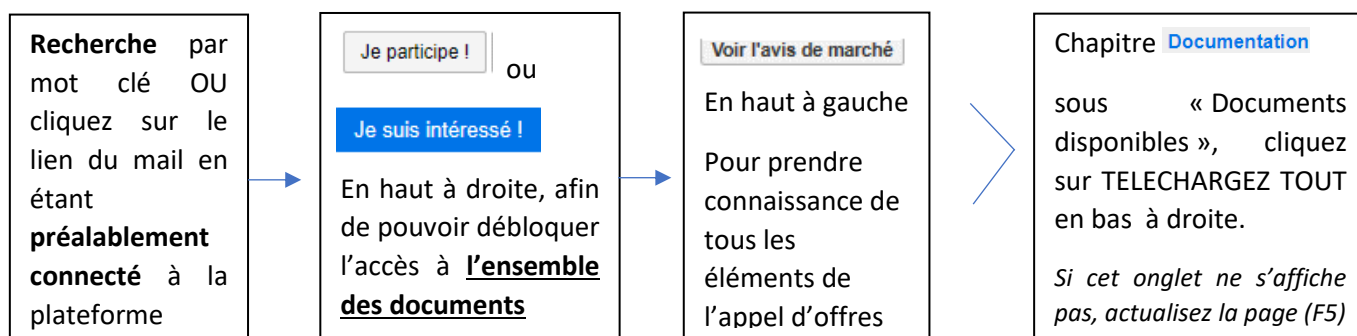 Recherche par
mot clé OU
cliquez sur le
lien du mail en
étant
préalablement
connecté à la
plateforme
Je participe ! ou
Je suis intéressé !
En haut à droite, afin
de pouvoir débloquer
l'accès à l'ensemble
des documents
Voir l'avis de marché
En haut à gauche
Pour prendre
connaissance de
tous les
éléments de
l'appel d'offres
Chapitre Documentation
sous « Documents
disponibles », cliquez
sur TELECHARGEZ TOUT
en bas à droite.
Si cet onglet ne s'affiche
pas, actualisez la page (F5)